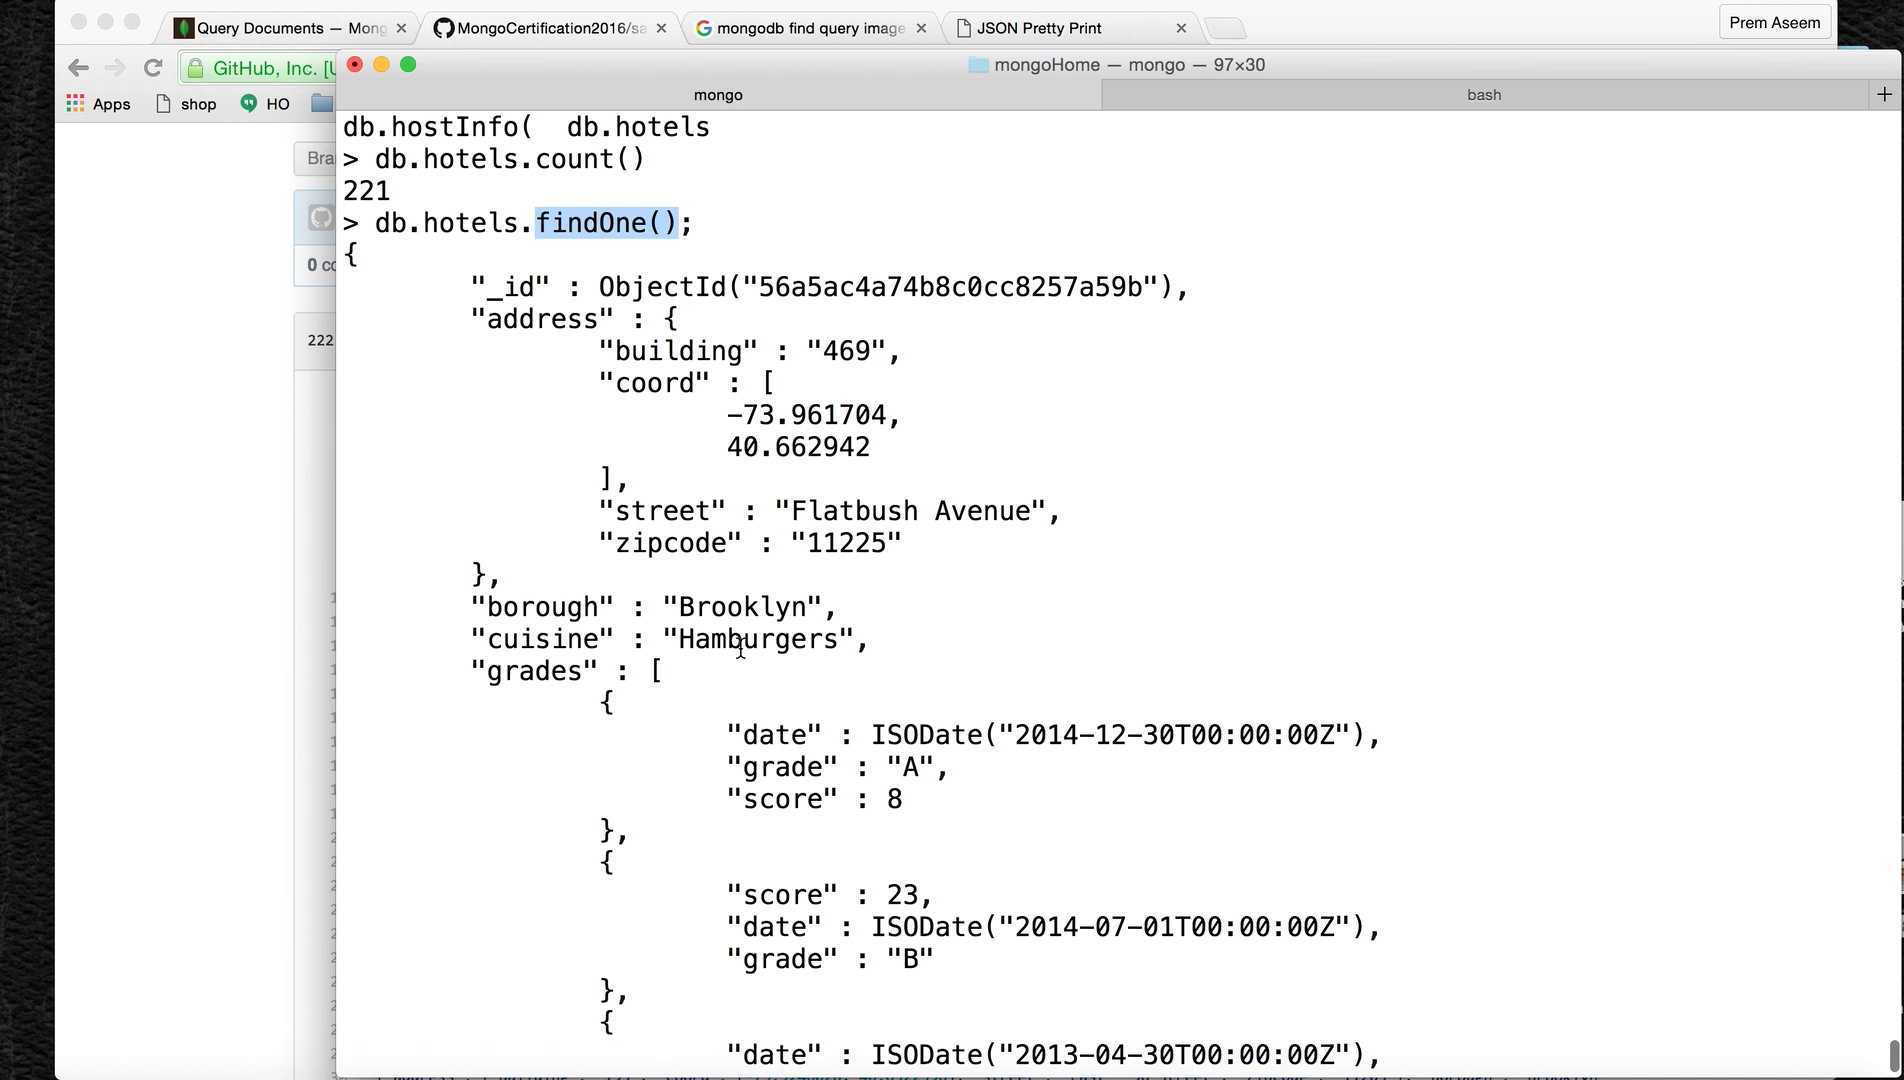 Query Documents — Mong
MongoCertification2016/sa
mongodb find query image
JSON Pretty Print
Prem Aseem
GitHub, Inc. [U
mongoHome — mongo — 97×30
Apps
shop
HO
mongo
bash
+
Bra
0 co
222
db.hostInfo(  db.hotels
> db.hotels.count()
221
> db.hotels.findOne();
{
"_id" : ObjectId("56a5ac4a74b8c0cc8257a59b"),
"address" : {
"building" : "469",
"coord" : [
-73.961704,
40.662942
],
"street" : "Flatbush Avenue",
"zipcode" : "11225"
},
"borough" : "Brooklyn",
"cuisine" : "Hamburgers",
"grades" : [
{
"date" : ISODate("2014-12-30T00:00:00Z"),
"grade" : "A",
"score" : 8
},
{
"score" : 23,
"date" : ISODate("2014-07-01T00:00:00Z"),
"grade" : "B"
},
{
"date" : ISODate("2013-04-30T00:00:00Z"),